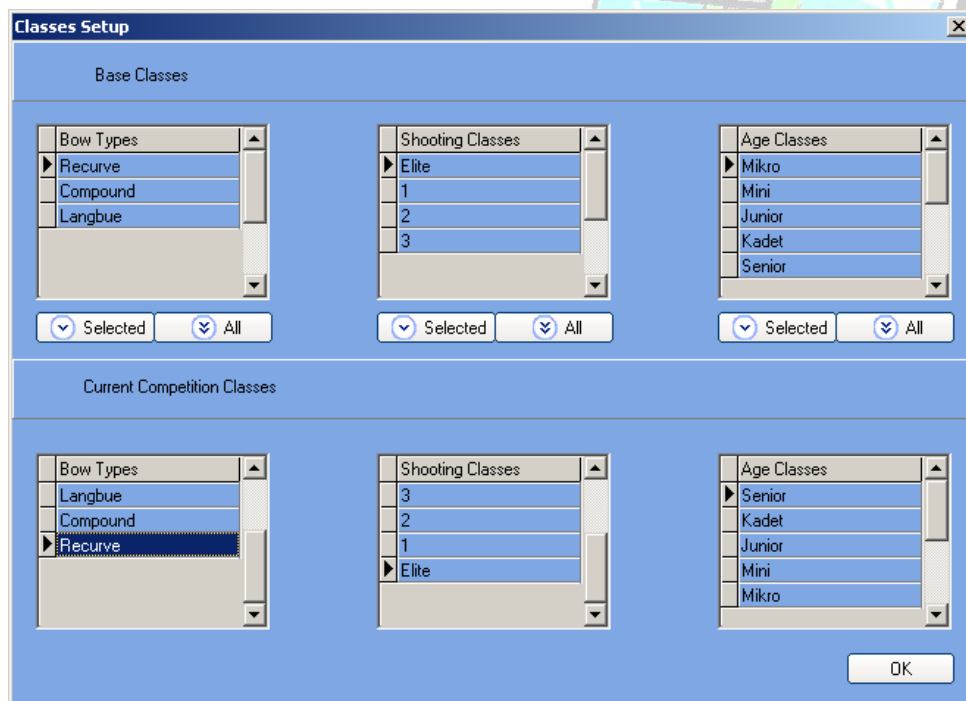 Classes Setup
Base Classes
Bow Types
Recurve
Compound
Langbue
Selected
All
Shooting Classes
Elite
1
2
3
Selected
All
Age Classes
Mikro
Mini
Junior
Kadet
Senior
Selected
All
Current Competition Classes
Bow Types
Langbue
Compound
Recurve
Shooting Classes
3
2
1
Elite
Age Classes
Senior
Kadet
Junior
Mini
Mikro
OK